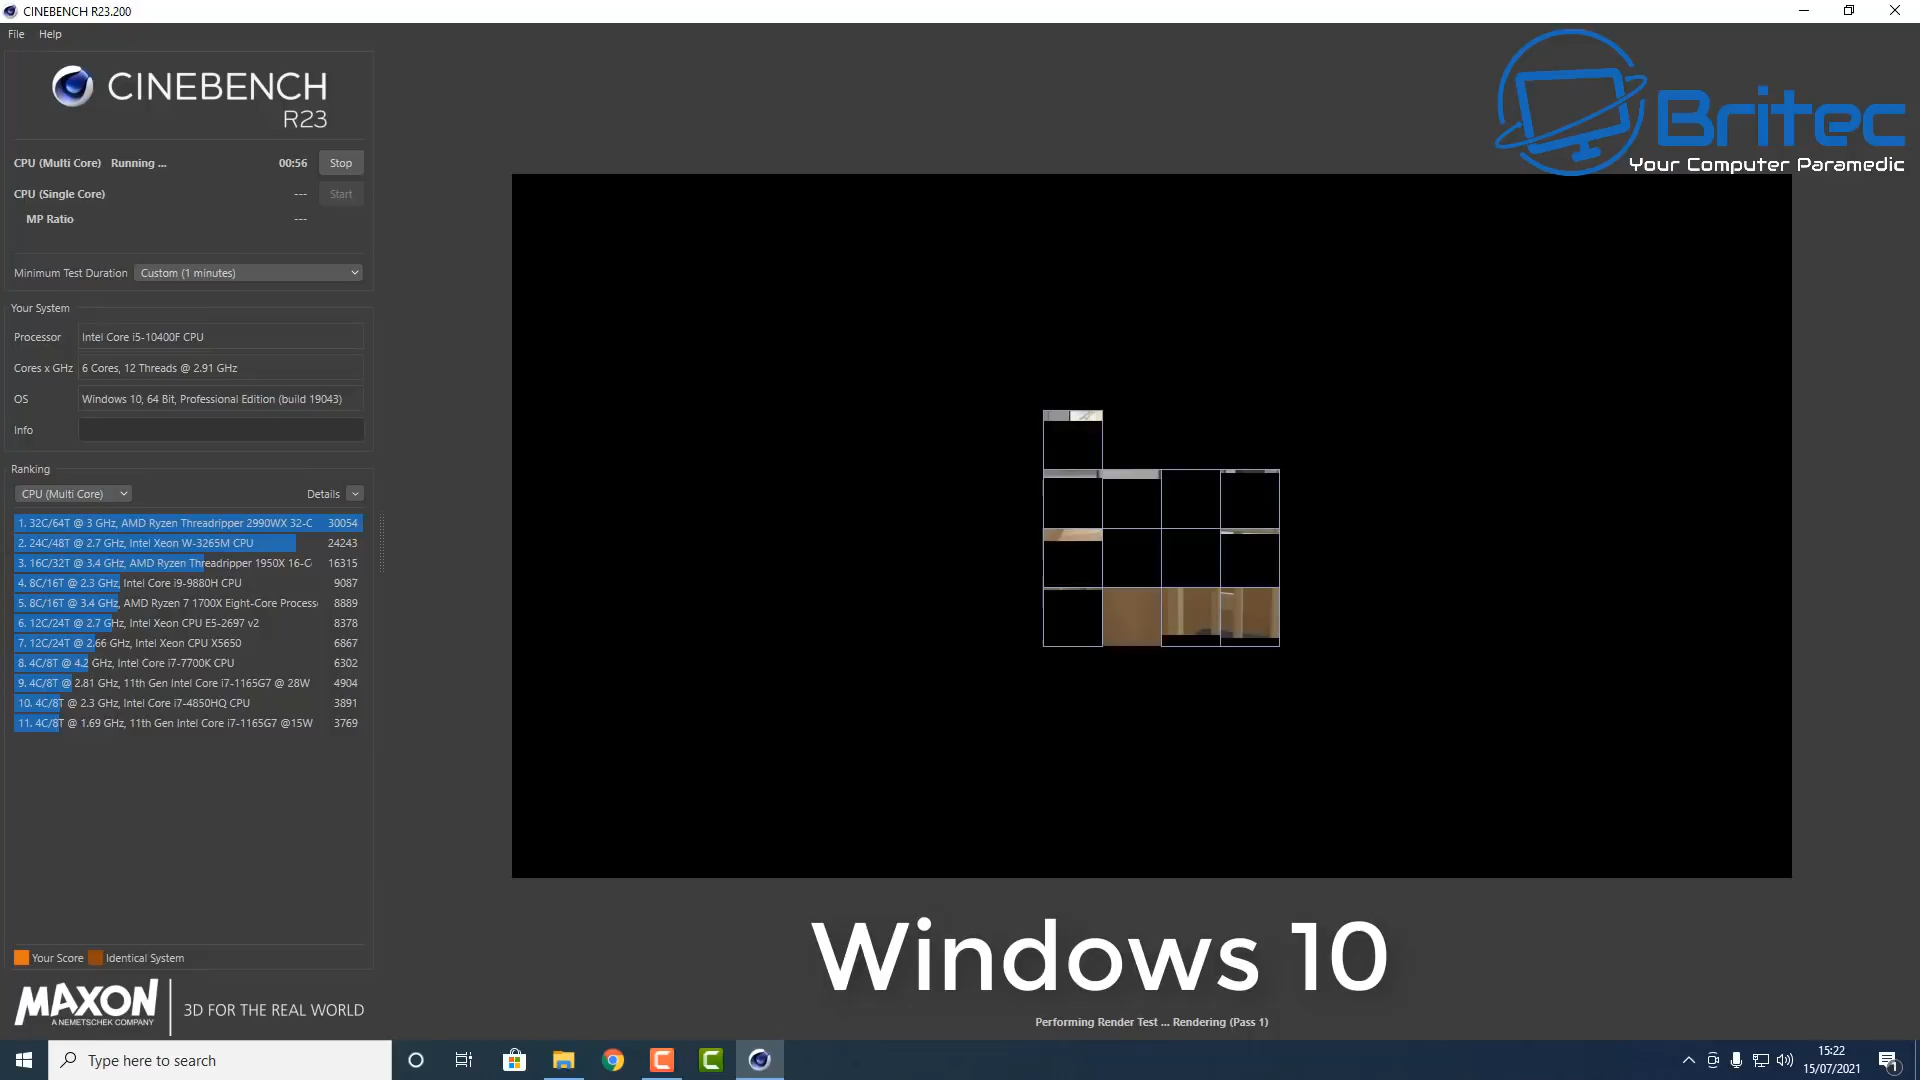 CINEBENCH R23.200
File Help
CINEBENCH
R23
CPU (Multi Core) Running ... 00:56 Stop
CPU (Single Core) --- Start
MP Ratio ---
Minimum Test Duration Custom (1 minutes)
Your System
Processor Intel Core i5-10400F CPU
Cores x GHz 6 Cores, 12 Threads @ 2.91 GHz
OS Windows 10, 64 Bit, Professional Edition (build 19043)
Info
Ranking
CPU (Multi Core) Details
1. 32C/64T @ 3 GHz, AMD Ryzen Threadripper 2990WX 32-C 30054
2. 24C/48T @ 2.7 GHz, Intel Xeon W-3265M CPU 24243
3. 16C/32T @ 3.4 GHz, AMD Ryzen Threadripper 1950X 16-C 16315
4. 8C/16T @ 2.3 GHz, Intel Core i9-9880H CPU 9087
5. 8C/16T @ 3.4 GHz, AMD Ryzen 7 1700X Eight-Core Process 8889
6. 12C/24T @ 2.7 GHz, Intel Xeon CPU E5-2697 v2 8378
7. 12C/24T @ 2.66 GHz, Intel Xeon CPU X5650 6867
8. 4C/8T @ 4.2 GHz, Intel Core i7-7700K CPU 6302
9. 4C/8T @ 2.81 GHz, 11th Gen Intel Core i7-1165G7 @ 28W 4904
10. 4C/8T @ 2.3 GHz, Intel Core i7-4850HQ CPU 3891
11. 4C/8T @ 1.69 GHz, 11th Gen Intel Core i7-1165G7 @15W 3769
Your Score Identical System
MAXON
A NEMETSCHEK COMPANY
3D FOR THE REAL WORLD
Britec
Your Computer Paramedic
Windows 10
Performing Render Test ... Rendering (Pass 1)
Type here to search
15:22
15/07/2021
1